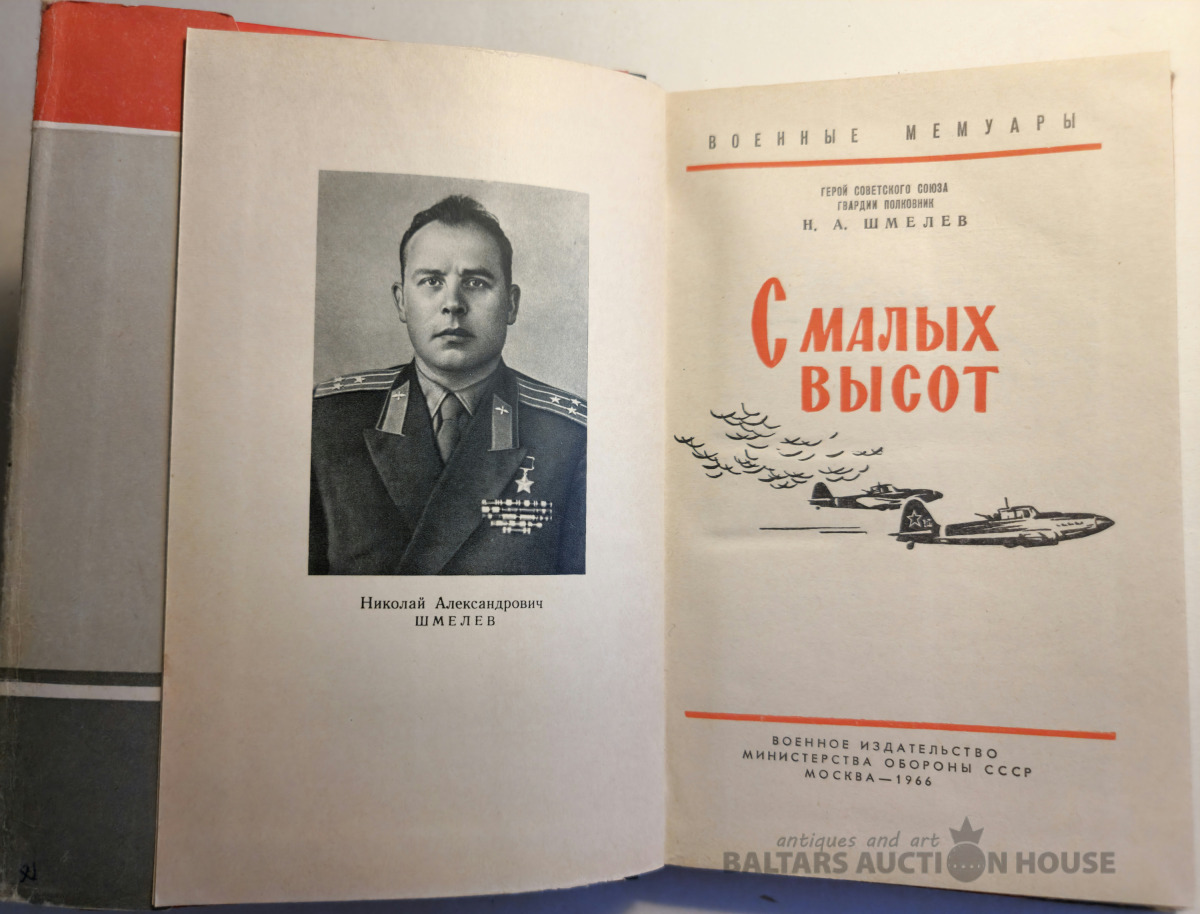 Николай Александрович
ШМЕЛЕВ
ВОЕННЫЕ МЕМУАРЫ
ГЕРОЙ СОВЕТСКОГО СОЮЗА
ГВАРДИИ ПОЛКОВНИК
Н. А. ШМЕЛЕВ
С МАЛЫХ
ВЫСОТ
ВОЕННОЕ ИЗДАТЕЛЬСТВО
МИНИСТЕРСТВА ОБОРОНЫ СССР
МОСКВА—1966
antiques and art
BALTARS AUCTION HOUSE